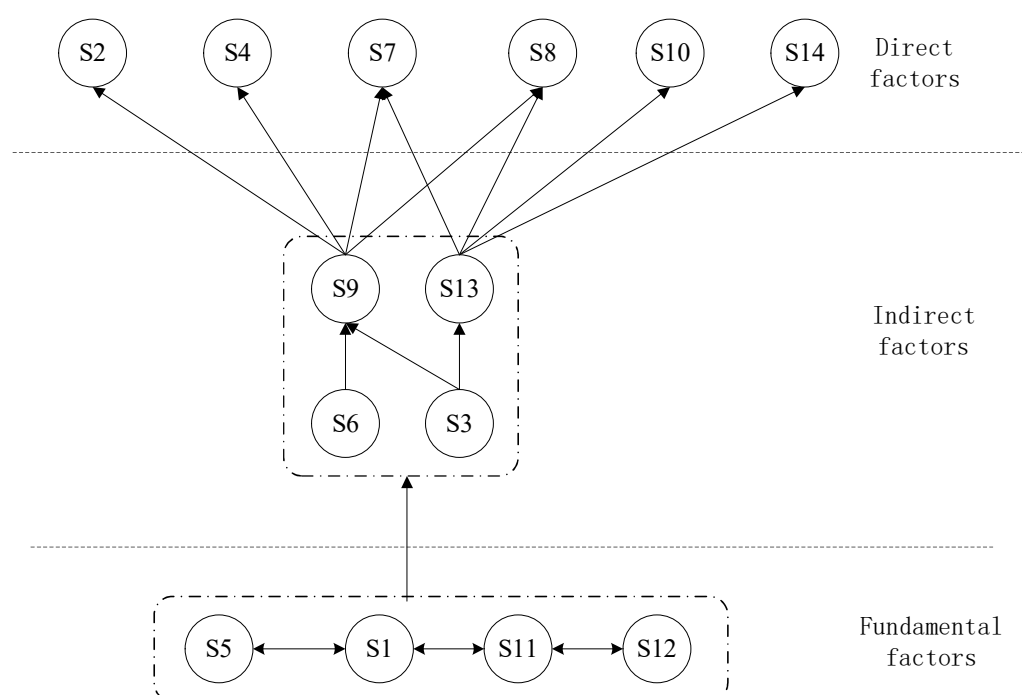 S2 S4 S7 S8 S10 S14
Direct
factors
S9 S13
Indirect
factors
S6 S3
S5 S1 S11 S12
Fundamental
factors